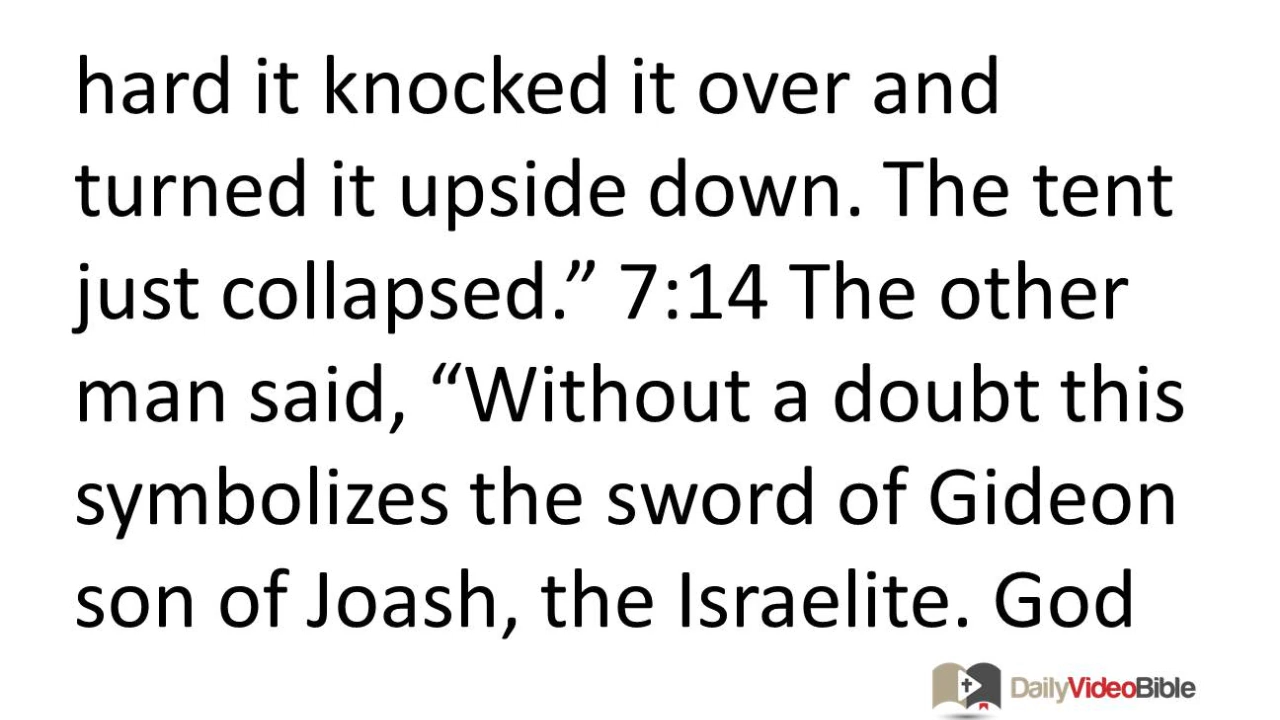 hard it knocked it over and
turned it upside down. The tent
just collapsed.” 7:14 The other
man said, “Without a doubt this
symbolizes the sword of Gideon
son of Joash, the Israelite. God
DailyVideoBible